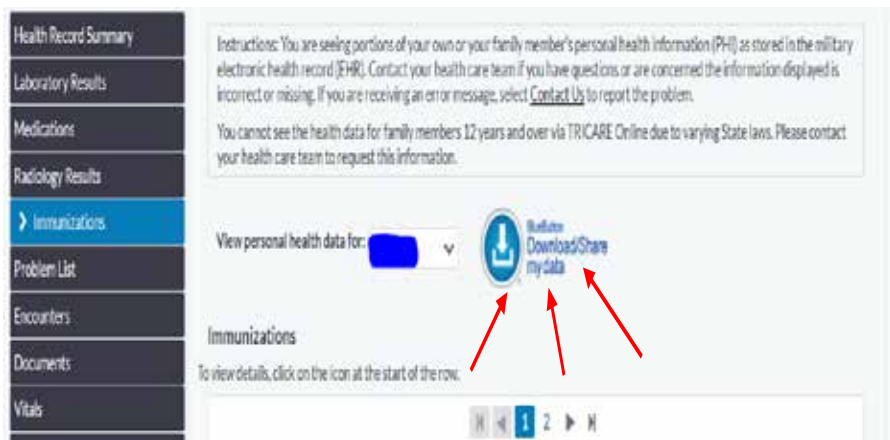 Health Record Summary
Laboratory Results
Medications
Radiology Results
Immunizations
Problem List
Encounters
Documents
Vitals
Instructions: You are seeing portions of your own or your family member's personal health information (PHI) as stored in the military
electronic health record (EHR). Contact your health care team if you have questions or are concerned the information displayed is
incorrect or missing. If you are receiving an error message, select Contact Us to report the problem.
You cannot see the health data for family members 12 years and over via TRICARE Online due to varying State laws. Please contact
your health care team to request this information.
View personal health data for:
BlueButton
Download/Share
my data
Immunizations
To view details, click on the icon at the start of the row.
1 2